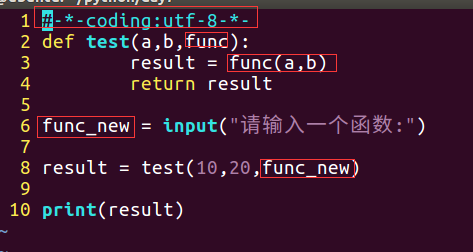 1 #-*-coding:utf-8-*-
2 def test(a,b,func):
3         result = func(a,b)
4         return result
5
6 func_new = input("请输入一个函数:")
7
8 result = test(10,20,func_new)
9
10 print(result)
~
~